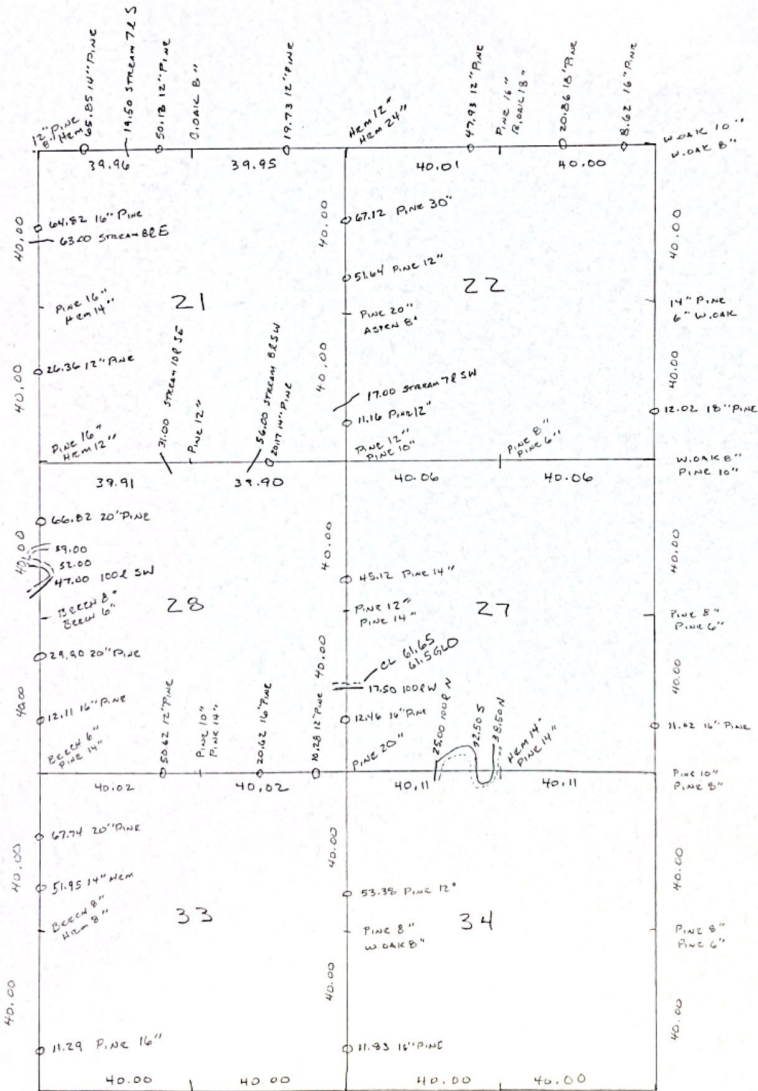 12" PINE
8" HEM
65.85 14" PINE
19.50 STREAM 7 L S
50.13 12" PINE
8"
19.73 12" PINE
HEM 12"
HEM 24"
47.93 12" PINE
PINE 16"
R.OAK 18"
20.86 18" PINE
8.62 16" PINE
W.OAK 10"
W.OAK 8"
39.96
39.95
40.01
40.00
40.00
64.82 16" PINE
63.00 STREAM 8 L E
40.00
67.12 PINE 30"
40.00
PINE 16"
HEM 14"
21
51.64 PINE 12"
PINE 20"
ASPEN 8"
22
14" PINE
6" W.OAK
40.00
26.36 12" PINE
31.00 STREAM 10 L SE
PINE 12"
56.00 STREAM 8 L SW
20.17 14" PINE
40.00
17.00 STREAM 7 L SW
11.16 PINE 12"
40.00
12.02 18" PINE
PINE 16"
HEM 12"
PINE 12"
PINE 10"
PINE 8"
PINE 6"
W.OAK 8"
PINE 10"
39.91
39.90
40.06
40.06
40.00
66.82 20" PINE
59.00
52.00
47.00 100 L SW
40.00
45.12 PINE 14"
40.00
BEECH 8"
BEECH 6"
28
PINE 12"
PINE 14"
27
PINE 8"
PINE 6"
40.00
29.90 20" PINE
40.00
CL 61.65
61.5 GLO
17.50 100 L W
40.00
12.11 16" PINE
BEECH 6"
PINE 14"
50.62 12" PINE
PINE 10"
PINE 14"
20.62 16" PINE
10.28 12" PINE
12.46 16" PINE
PINE 20"
25.00 100 L N
32.50 S
38.50 N
HEM 14"
PINE 14"
11.02 16" PINE
PINE 10"
PINE 8"
40.02
40.02
40.11
40.11
40.00
67.74 20" PINE
51.95 14" HEM
BEECH 8"
HEM 8"
33
40.00
53.38 PINE 12"
PINE 8"
W.OAK 8"
34
40.00
PINE 8"
PINE 6"
40.00
11.29 PINE 16"
40.00
11.83 16" PINE
40.00
40.00
40.00
40.00
40.00